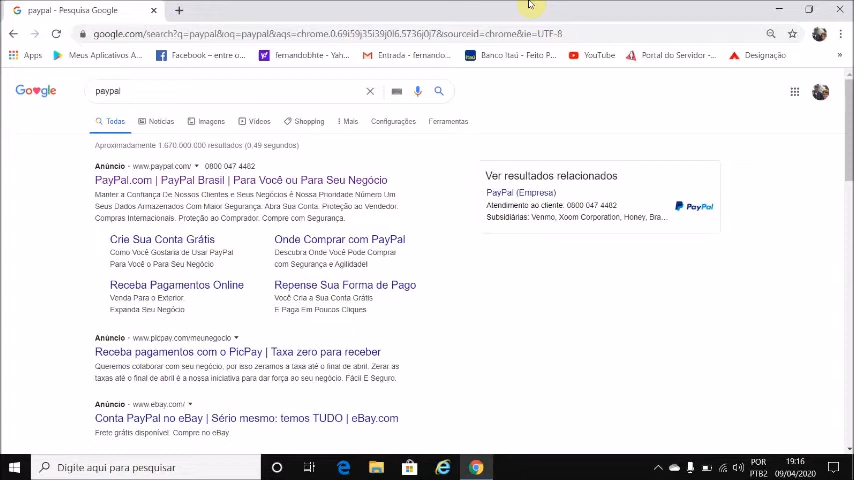 paypal - Pesquisa Google
google.com/search?q=paypal&oq=paypal&aqs=chrome.0.69i59j35i39j0l6.5736j0j7&sourceid=chrome&ie=UTF-8
Apps Meus Aplicativos A... Facebook – entre o... fernandobhte - Yah... Entrada - fernando... Banco Itaú - Feito P... YouTube Portal do Servidor -... Designação
Google paypal
Todas Notícias Imagens Vídeos Shopping Mais Configurações Ferramentas
Aproximadamente 1.670.000.000 resultados (0,49 segundos)
Anúncio · www.paypal.com/ 0800 047 4482
PayPal.com | PayPal Brasil | Para Você ou Para Seu Negócio
Manter a Confiança De Nossos Clientes e Seus Negócios é Nossa Prioridade Número Um
Seus Dados Armazenados Com Maior Segurança. Abra Sua Conta. Proteção ao Vendedor.
Compras Internacionais. Proteção ao Comprador. Compre com Segurança.
Crie Sua Conta Grátis
Como Você Gostaria de Usar PayPal
Para Você o Para Seu Negócio
Onde Comprar com PayPal
Descubra Onde Você Pode Comprar
com Segurança e Agilidade!
Receba Pagamentos Online
Venda Para o Exterior.
Expanda Seu Negócio
Repense Sua Forma de Pago
Você Cria a Sua Conta Grátis
E Paga Em Poucos Cliques
Anúncio · www.picpay.com/meunegocio
Receba pagamentos com o PicPay | Taxa zero para receber
Queremos colaborar com seu negócio, por isso zeramos a taxa até o final de abril. Zerar as
taxas até o final de abril é a nossa iniciativa para dar força ao seu negócio. Fácil E Seguro.
Anúncio · www.ebay.com/
Conta PayPal no eBay | Sério mesmo: temos TUDO | eBay.com
Frete grátis disponível. Compre no eBay
Ver resultados relacionados
PayPal (Empresa)
Atendimento ao cliente: 0800 047 4482
Subsidiárias: Venmo, Xoom Corporation, Honey, Bra...
PayPal
Digite aqui para pesquisar
POR
PTB2
19:16
09/04/2020